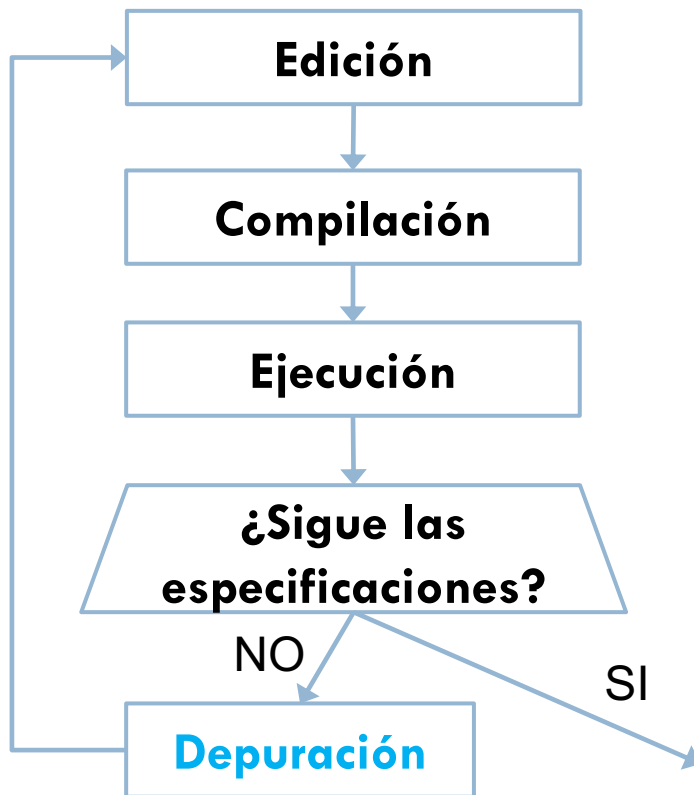 Edición
Compilación
Ejecución
¿Sigue las
especificaciones?
NO
SI
Depuración